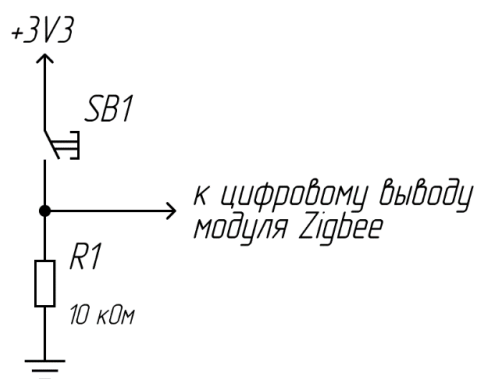 +3V3
SB1
к цифровому выводу
модуля Zigbee
R1
10 кОм